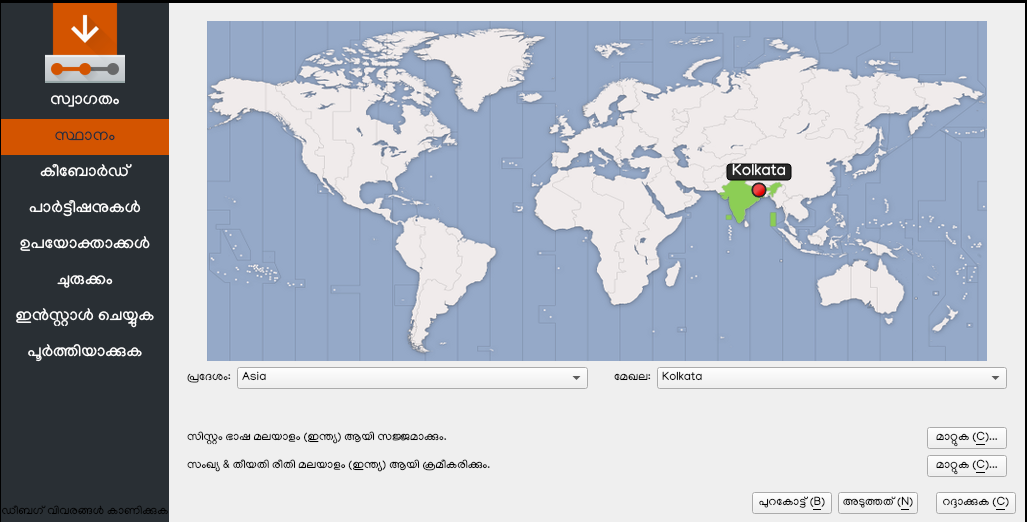 സ്വാഗതം
സ്ഥാനം
കീബോർഡ്
പാർട്ടീഷനുകൾ
ഉപയോക്താക്കൾ
ചുരുക്കം
ഇൻസ്റ്റാൾ ചെയ്യുക
പൂർത്തിയാക്കുക
ഡീബഗ് വിവരങ്ങൾ കാണിക്കുക
Kolkata
പ്രദേശം: Asia മേഖല: Kolkata
സിസ്റ്റം ഭാഷ മലയാളം (ഇന്ത്യ) ആയി സജ്ജമാക്കും. മാറ്റുക (C)...
സംഖ്യ & തീയതി രീതി മലയാളം (ഇന്ത്യ) ആയി ക്രമീകരിക്കും. മാറ്റുക (C)...
പുറകോട്ട് (B) അടുത്തത് (N) റദ്ദാക്കുക (C)